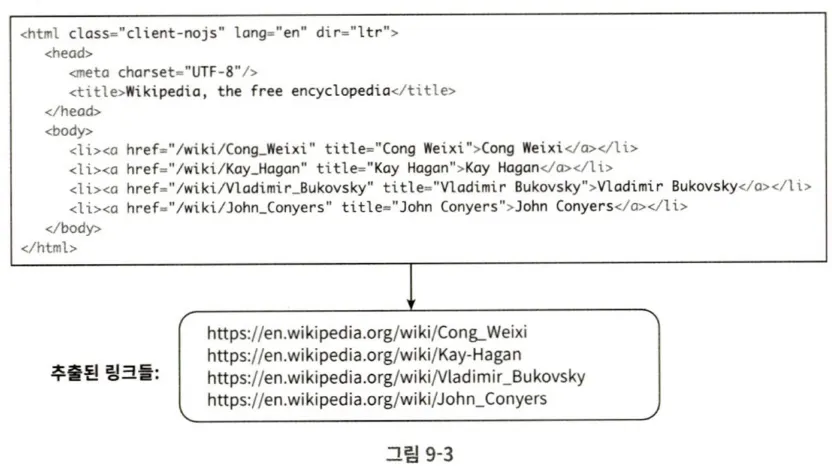 <html class="client-nojs" lang="en" dir="ltr">
<head>
<meta charset="UTF-8"/>
<title>Wikipedia, the free encyclopedia</title>
</head>
<body>
<li><a href="/wiki/Cong_Weixi" title="Cong Weixi">Cong Weixi</a></li>
<li><a href="/wiki/Kay_Hagan" title="Kay Hagan">Kay Hagan</a></li>
<li><a href="/wiki/Vladimir_Bukovsky" title="Vladimir Bukovsky">Vladimir Bukovsky</a></li>
<li><a href="/wiki/John_Conyers" title="John Conyers">John Conyers</a></li>
</body>
</html>
추출된 링크들:
https://en.wikipedia.org/wiki/Cong_Weixi
https://en.wikipedia.org/wiki/Kay-Hagan
https://en.wikipedia.org/wiki/Vladimir_Bukovsky
https://en.wikipedia.org/wiki/John_Conyers
그림 9-3